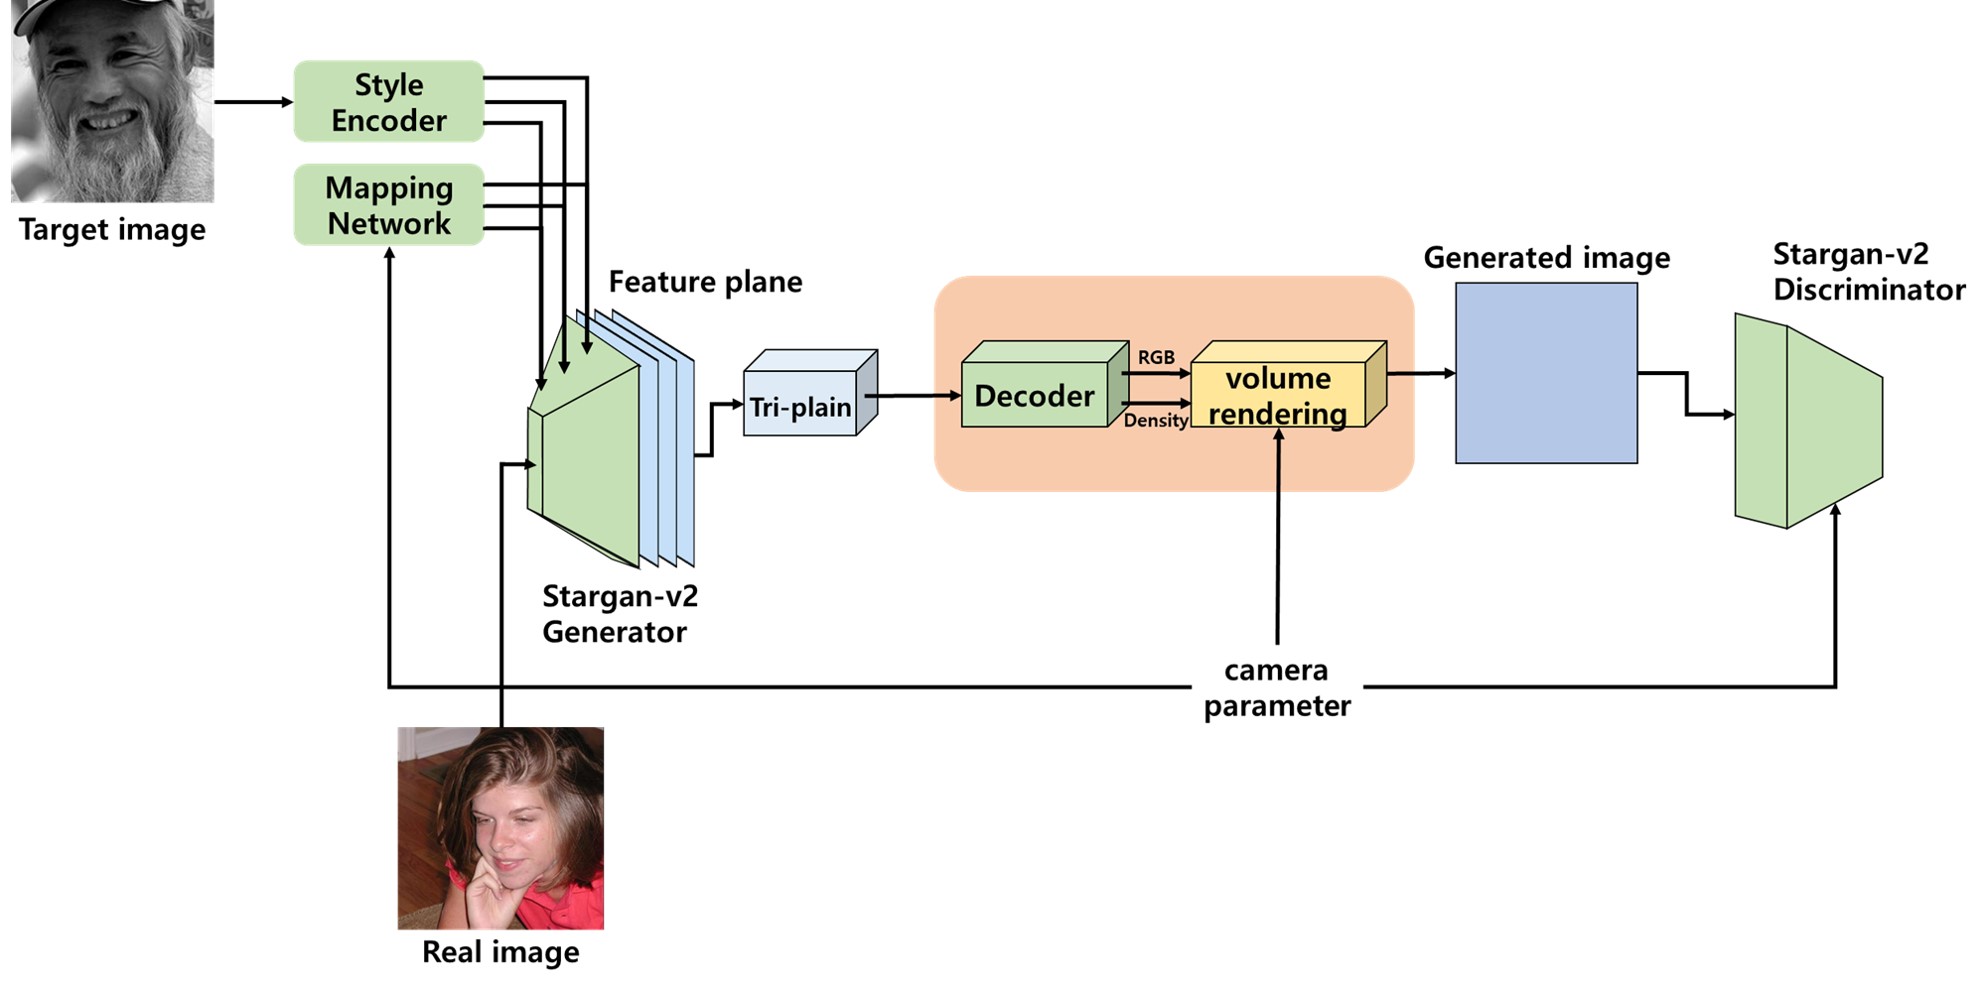 Style
Encoder
Mapping
Network
Target image
Feature plane
Tri-plain
Decoder
RGB
Density
volume
rendering
Generated image
Stargan-v2
Discriminator
Stargan-v2
Generator
camera
parameter
Real image